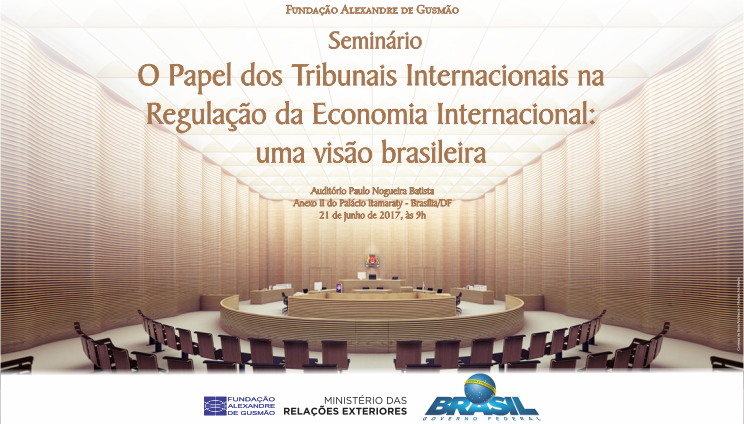 Fundação Alexandre de Gusmão
Seminário
O Papel dos Tribunais Internacionais na
Regulação da Economia Internacional:
uma visão brasileira
Auditório Paulo Nogueira Batista
Anexo II do Palácio Itamaraty - Brasília/DF
21 de junho de 2017, às 9h
FUNDAÇÃO
ALEXANDRE
DE GUSMÃO
MINISTÉRIO DAS
RELAÇÕES EXTERIORES
BRASIL
GOVERNO FEDERAL